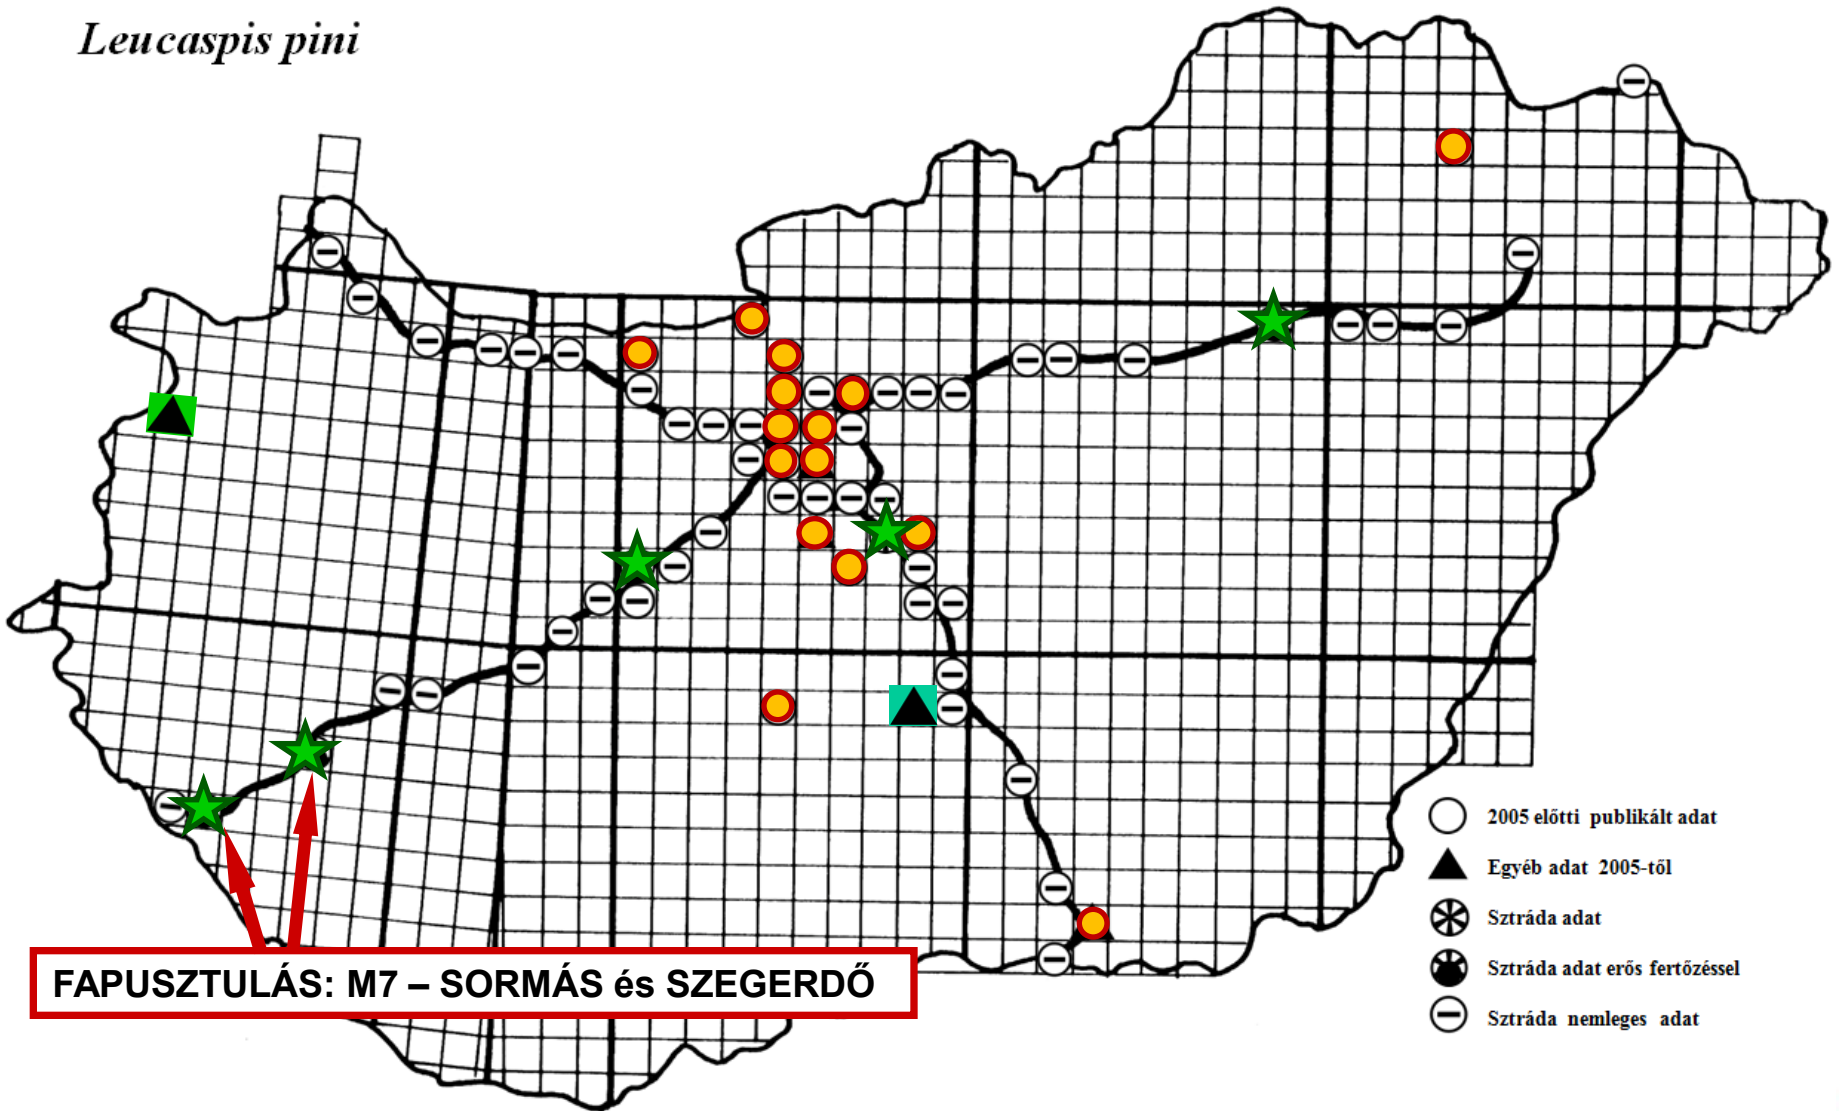 Leucaspis pini
2005 előtti publikált adat
Egyéb adat 2005-től
Sztráda adat
Sztráda adat erős fertőzéssel
Sztráda nemleges adat
FAPUSZTULÁS: M7 – SORMÁS és SZEGERDŐ